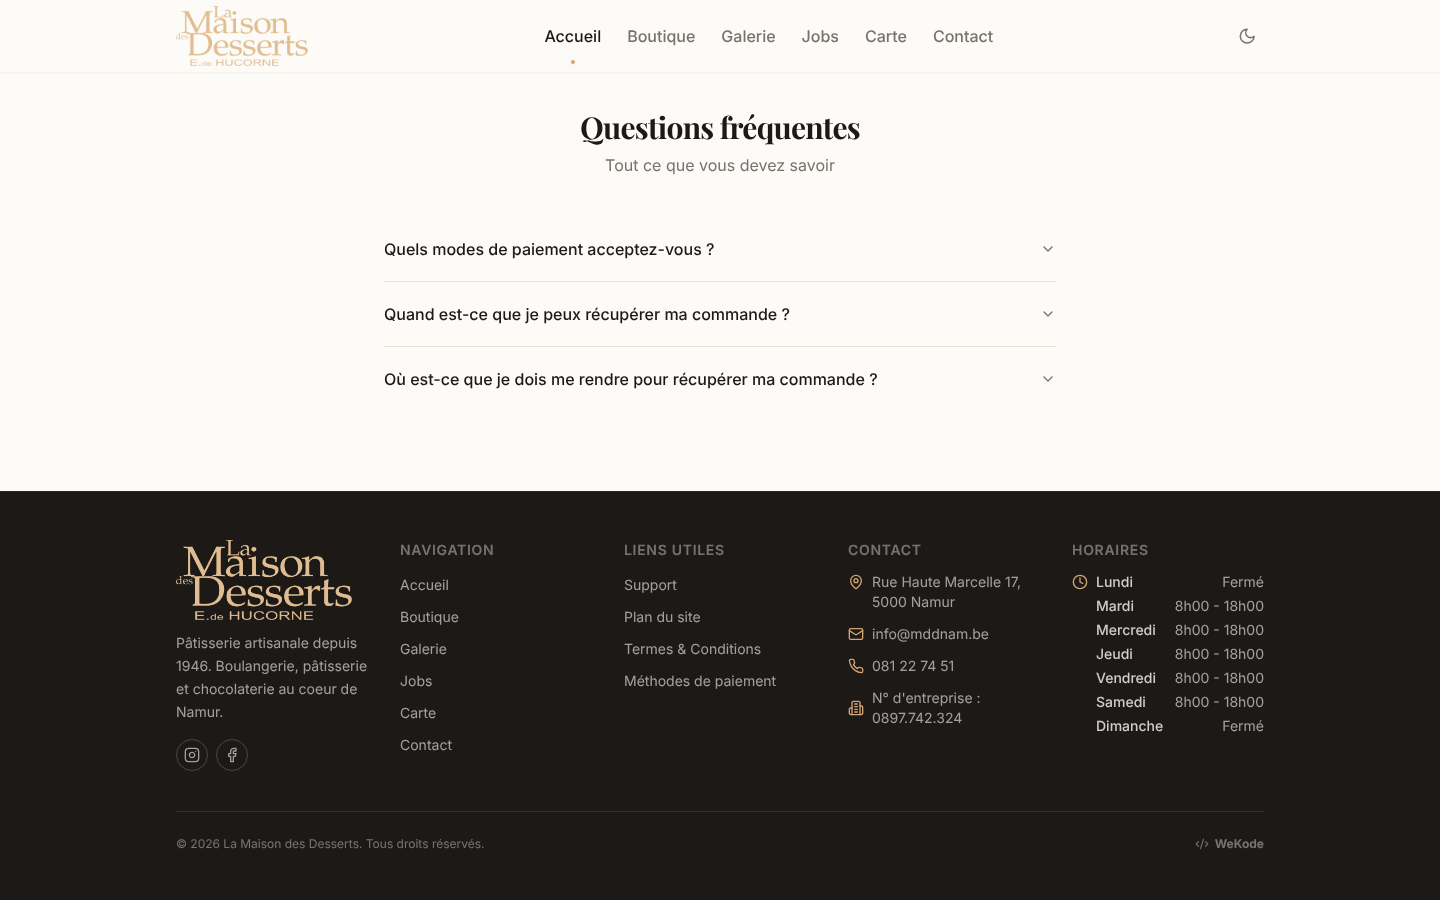 La
Maison
des Desserts
E.de HUCORNE
Accueil
Boutique
Galerie
Jobs
Carte
Contact
Questions fréquentes
Tout ce que vous devez savoir
Quels modes de paiement acceptez-vous ?
Quand est-ce que je peux récupérer ma commande ?
Où est-ce que je dois me rendre pour récupérer ma commande ?
La
Maison
des Desserts
E.de HUCORNE
Pâtisserie artisanale depuis
1946. Boulangerie, pâtisserie
et chocolaterie au coeur de
Namur.
NAVIGATION
Accueil
Boutique
Galerie
Jobs
Carte
Contact
LIENS UTILES
Support
Plan du site
Termes & Conditions
Méthodes de paiement
CONTACT
Rue Haute Marcelle 17,
5000 Namur
info@mddnam.be
081 22 74 51
N° d'entreprise :
0897.742.324
HORAIRES
Lundi Fermé
Mardi 8h00 - 18h00
Mercredi 8h00 - 18h00
Jeudi 8h00 - 18h00
Vendredi 8h00 - 18h00
Samedi 8h00 - 18h00
Dimanche Fermé
© 2026 La Maison des Desserts. Tous droits réservés.
WeKode